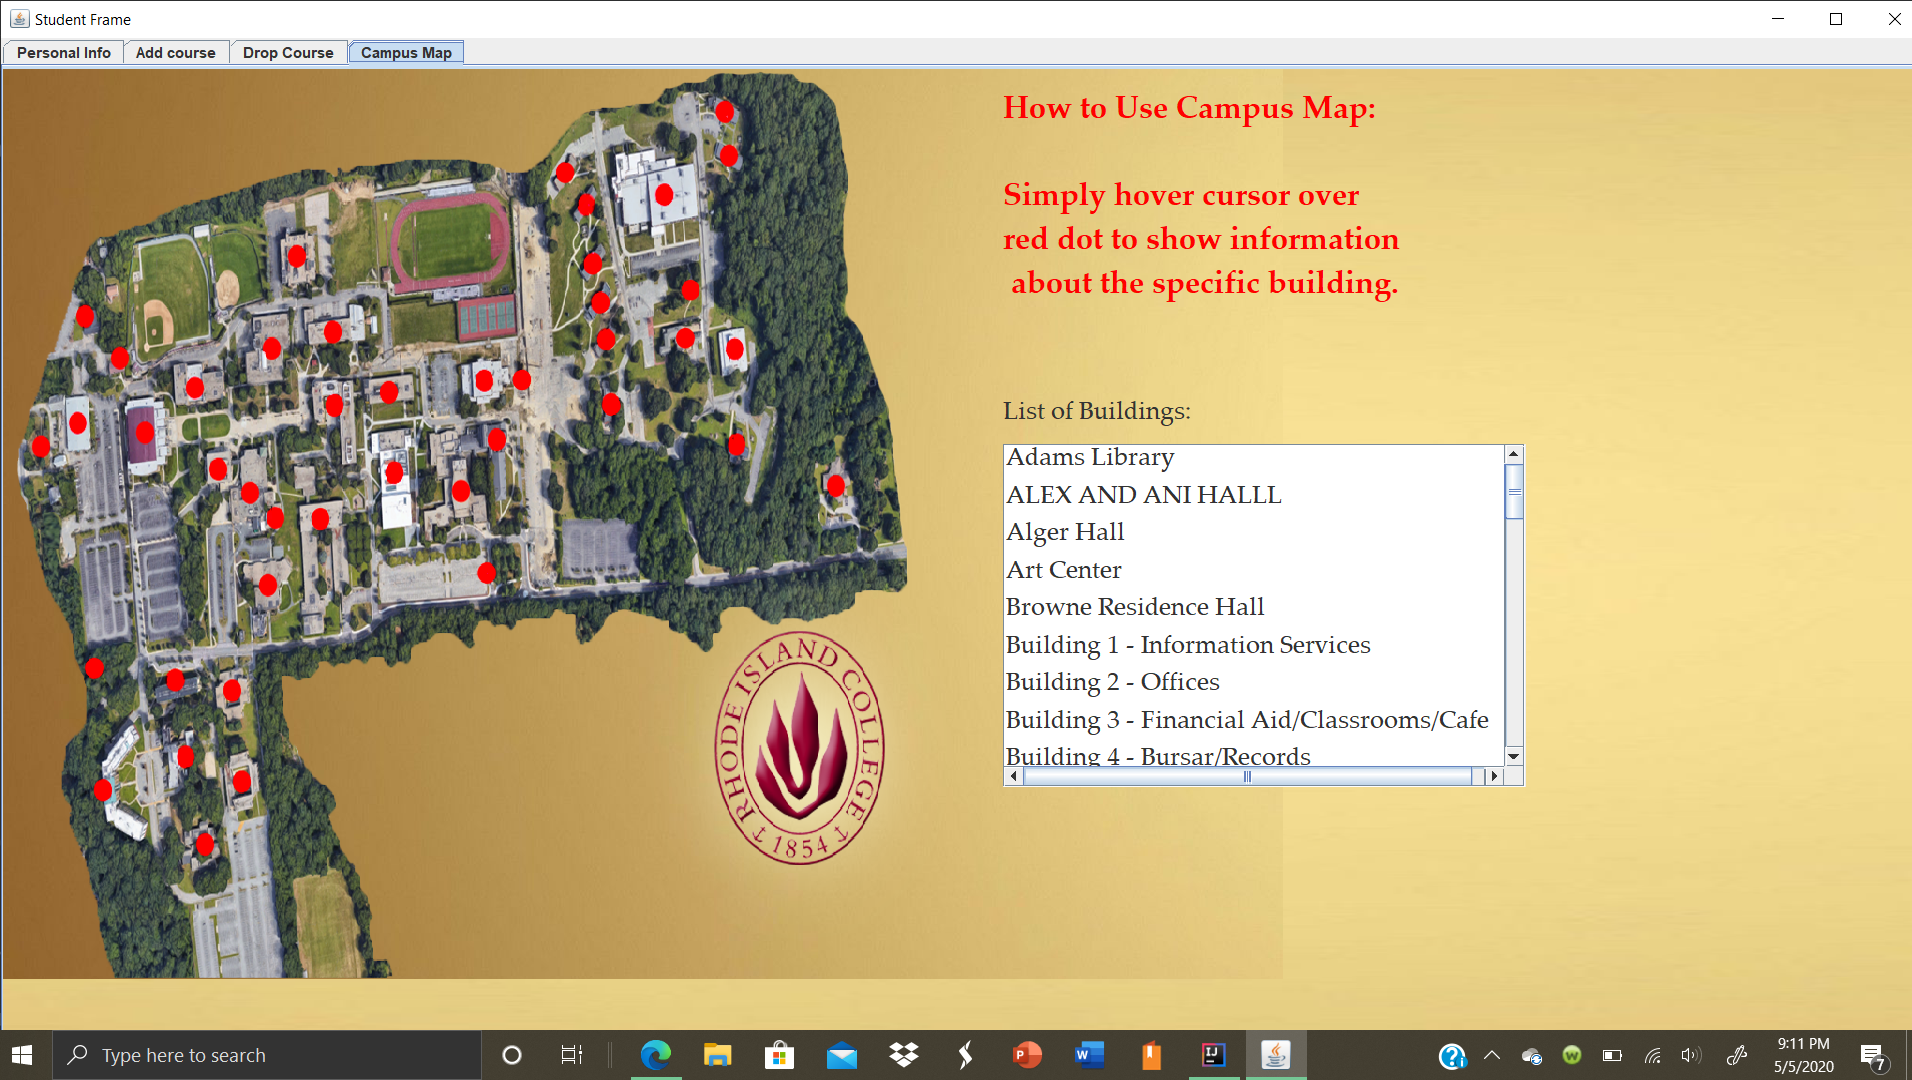 Student Frame
Personal Info
Add course
Drop Course
Campus Map
How to Use Campus Map:
Simply hover cursor over
red dot to show information
about the specific building.
List of Buildings:
Adams Library
ALEX AND ANI HALLL
Alger Hall
Art Center
Browne Residence Hall
Building 1 - Information Services
Building 2 - Offices
Building 3 - Financial Aid/Classrooms/Cafe
Building 4 - Bursar/Records
RHODE ISLAND COLLEGE
1854
Type here to search
9:11 PM
5/5/2020
7